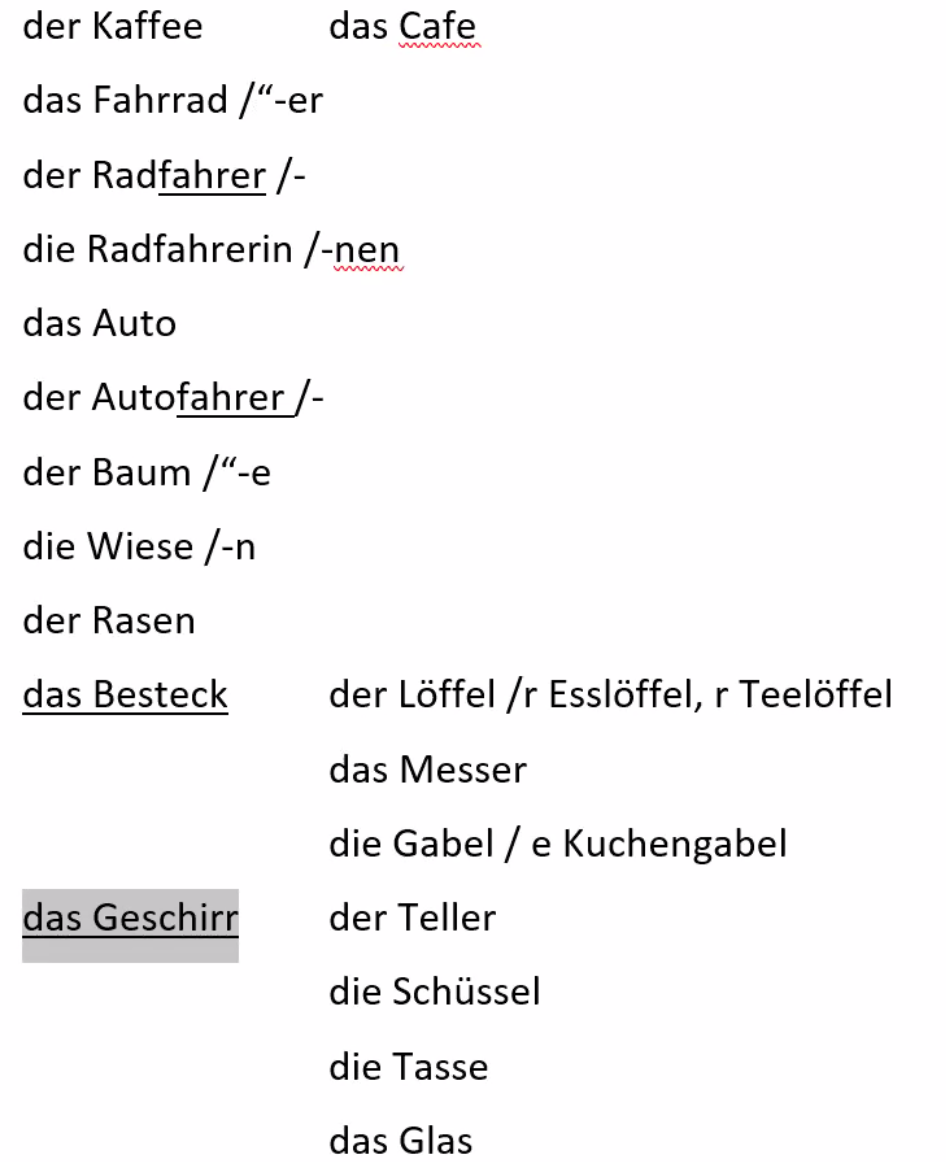 der Kaffee das Cafe
das Fahrrad /“-er
der Radfahrer /-
die Radfahrerin /-nen
das Auto
der Autofahrer /-
der Baum /“-e
die Wiese /-n
der Rasen
das Besteck der Löffel /r Esslöffel, r Teelöffel
das Messer
die Gabel / e Kuchengabel
das Geschirr der Teller
die Schüssel
die Tasse
das Glas